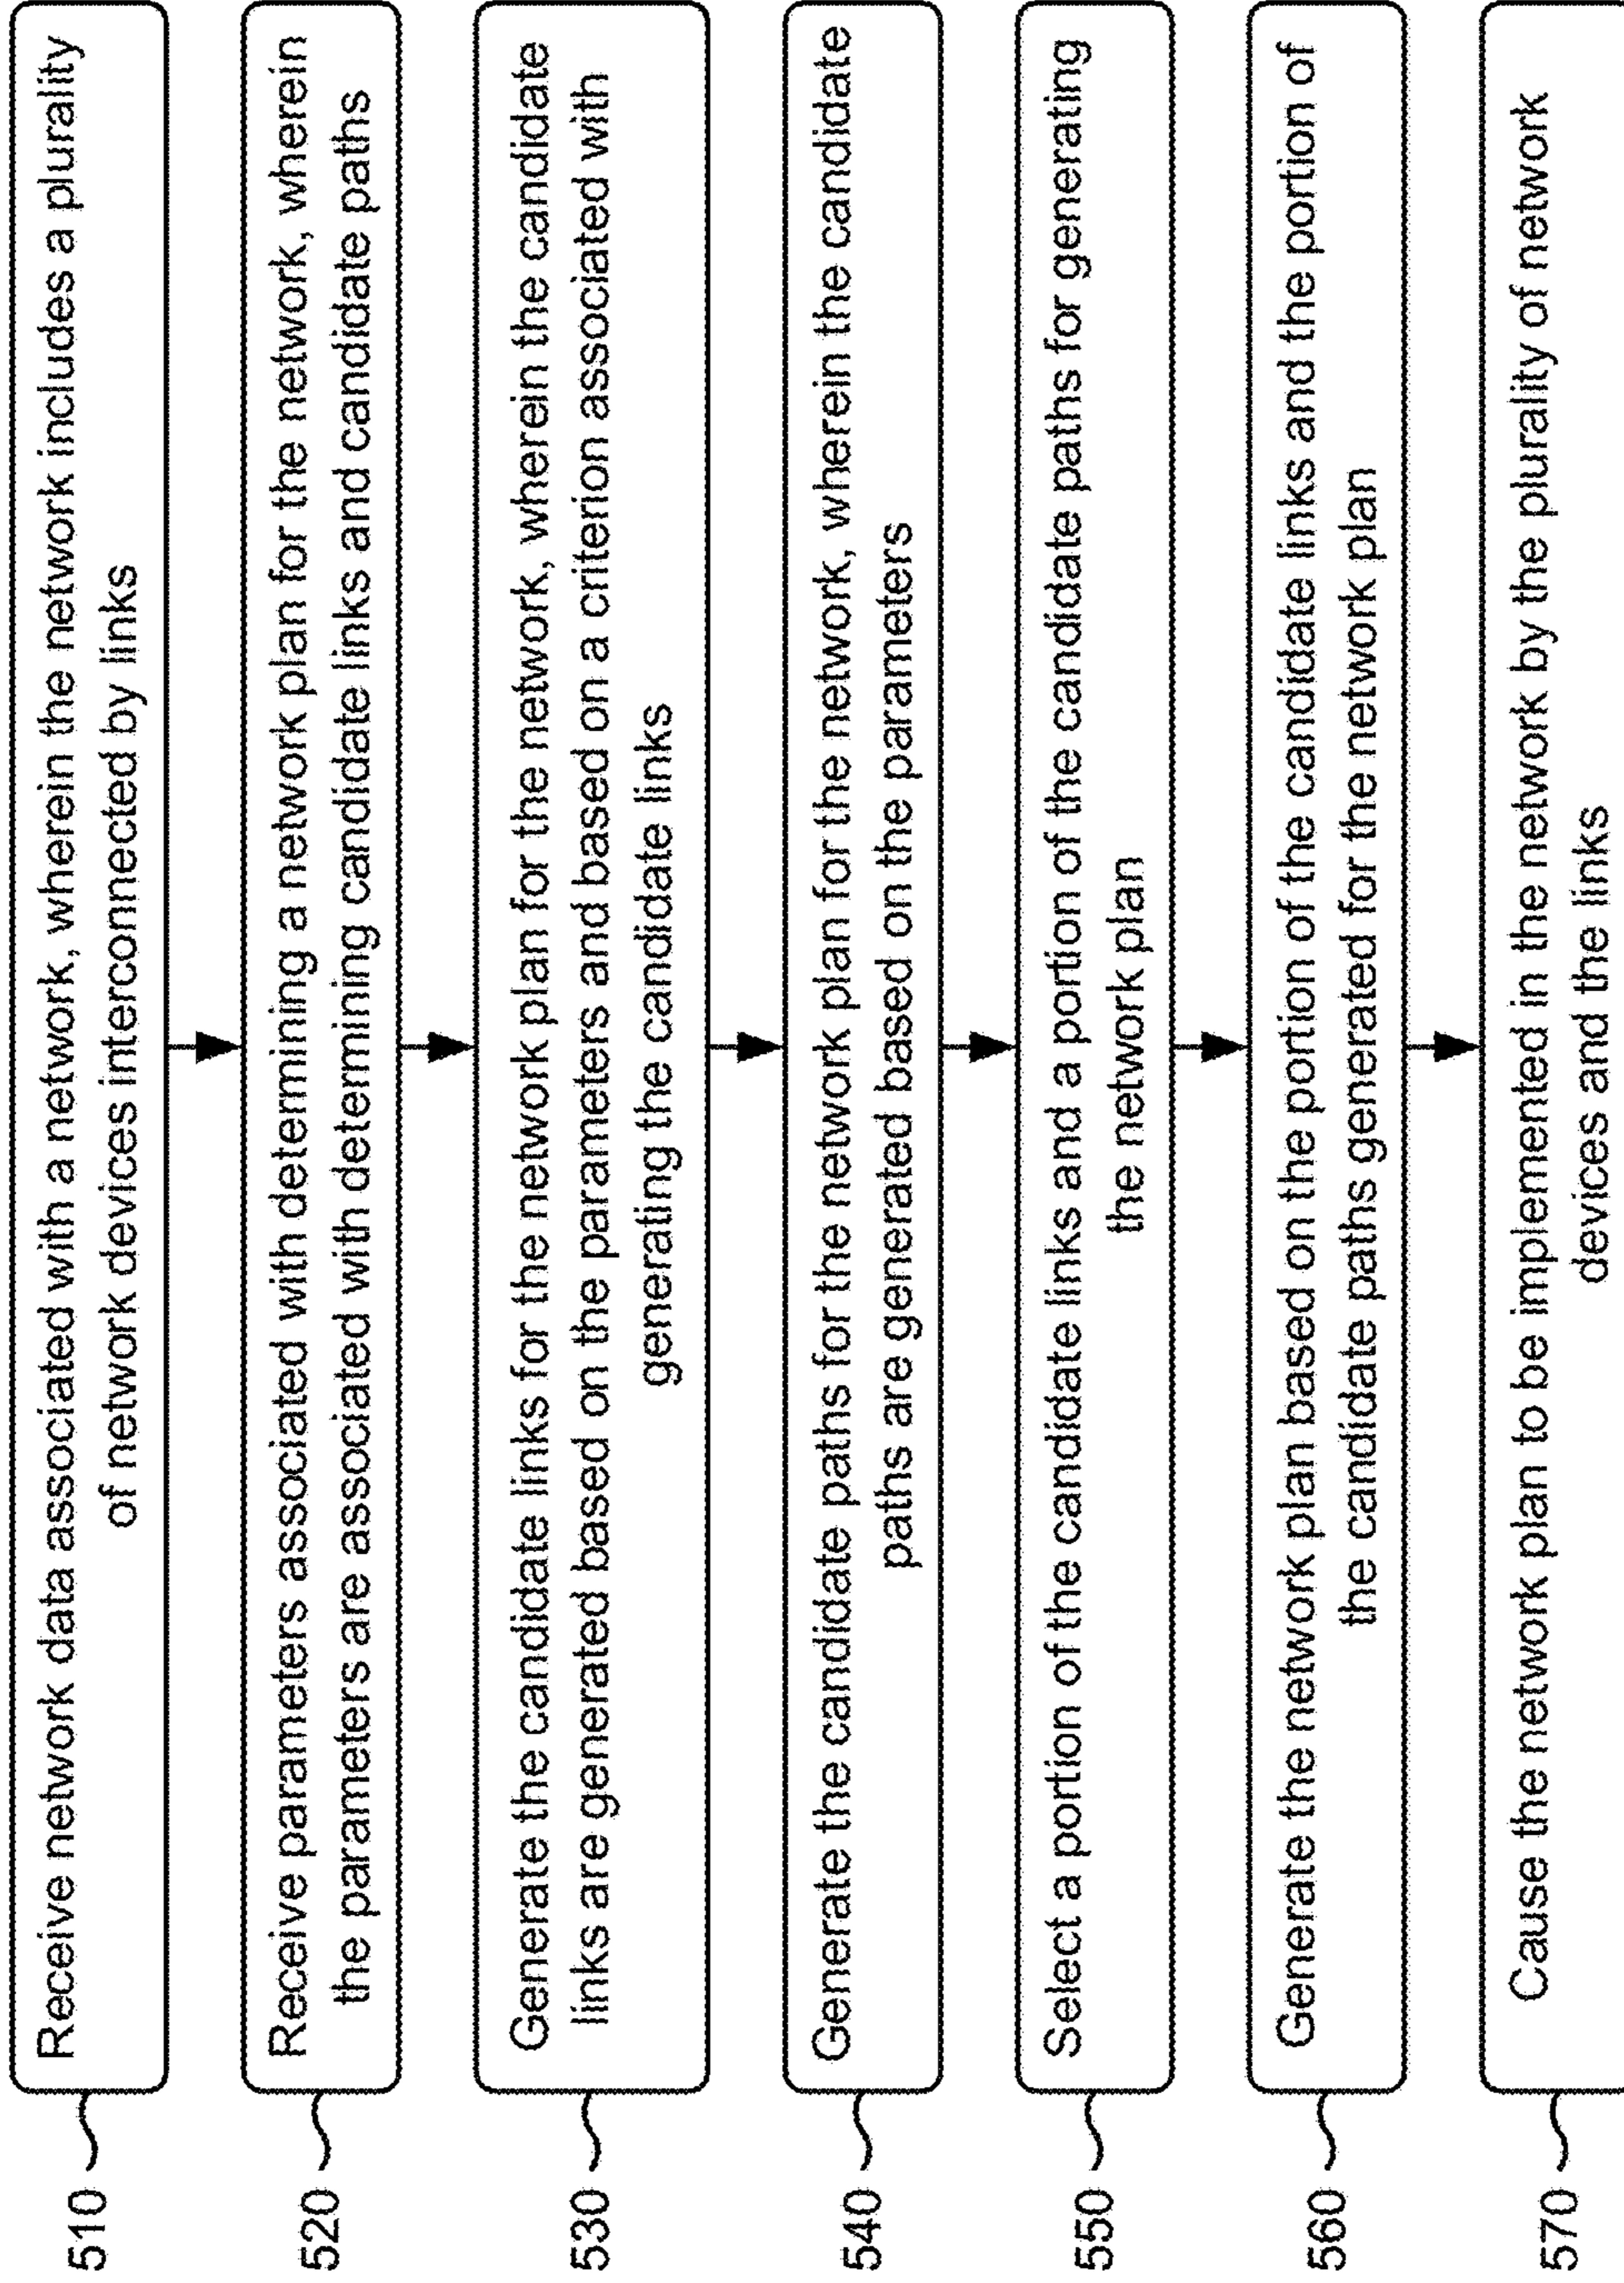 510
Receive network data associated with a network, wherein the network includes a plurality
of network devices interconnected by links
520
Receive parameters associated with determining a network plan for the network, wherein
the parameters are associated with determining candidate links and candidate paths
530
Generate the candidate links for the network plan for the network, wherein the candidate
links are generated based on the parameters and based on a criterion associated with
generating the candidate links
540
Generate the candidate paths for the network plan for the network, wherein the candidate
paths are generated based on the parameters
550
Select a portion of the candidate links and a portion of the candidate paths for generating
the network plan
560
Generate the network plan based on the portion of the candidate links and the portion of
the candidate paths generated for the network plan
570
Cause the network plan to be implemented in the network by the plurality of network
devices and the links